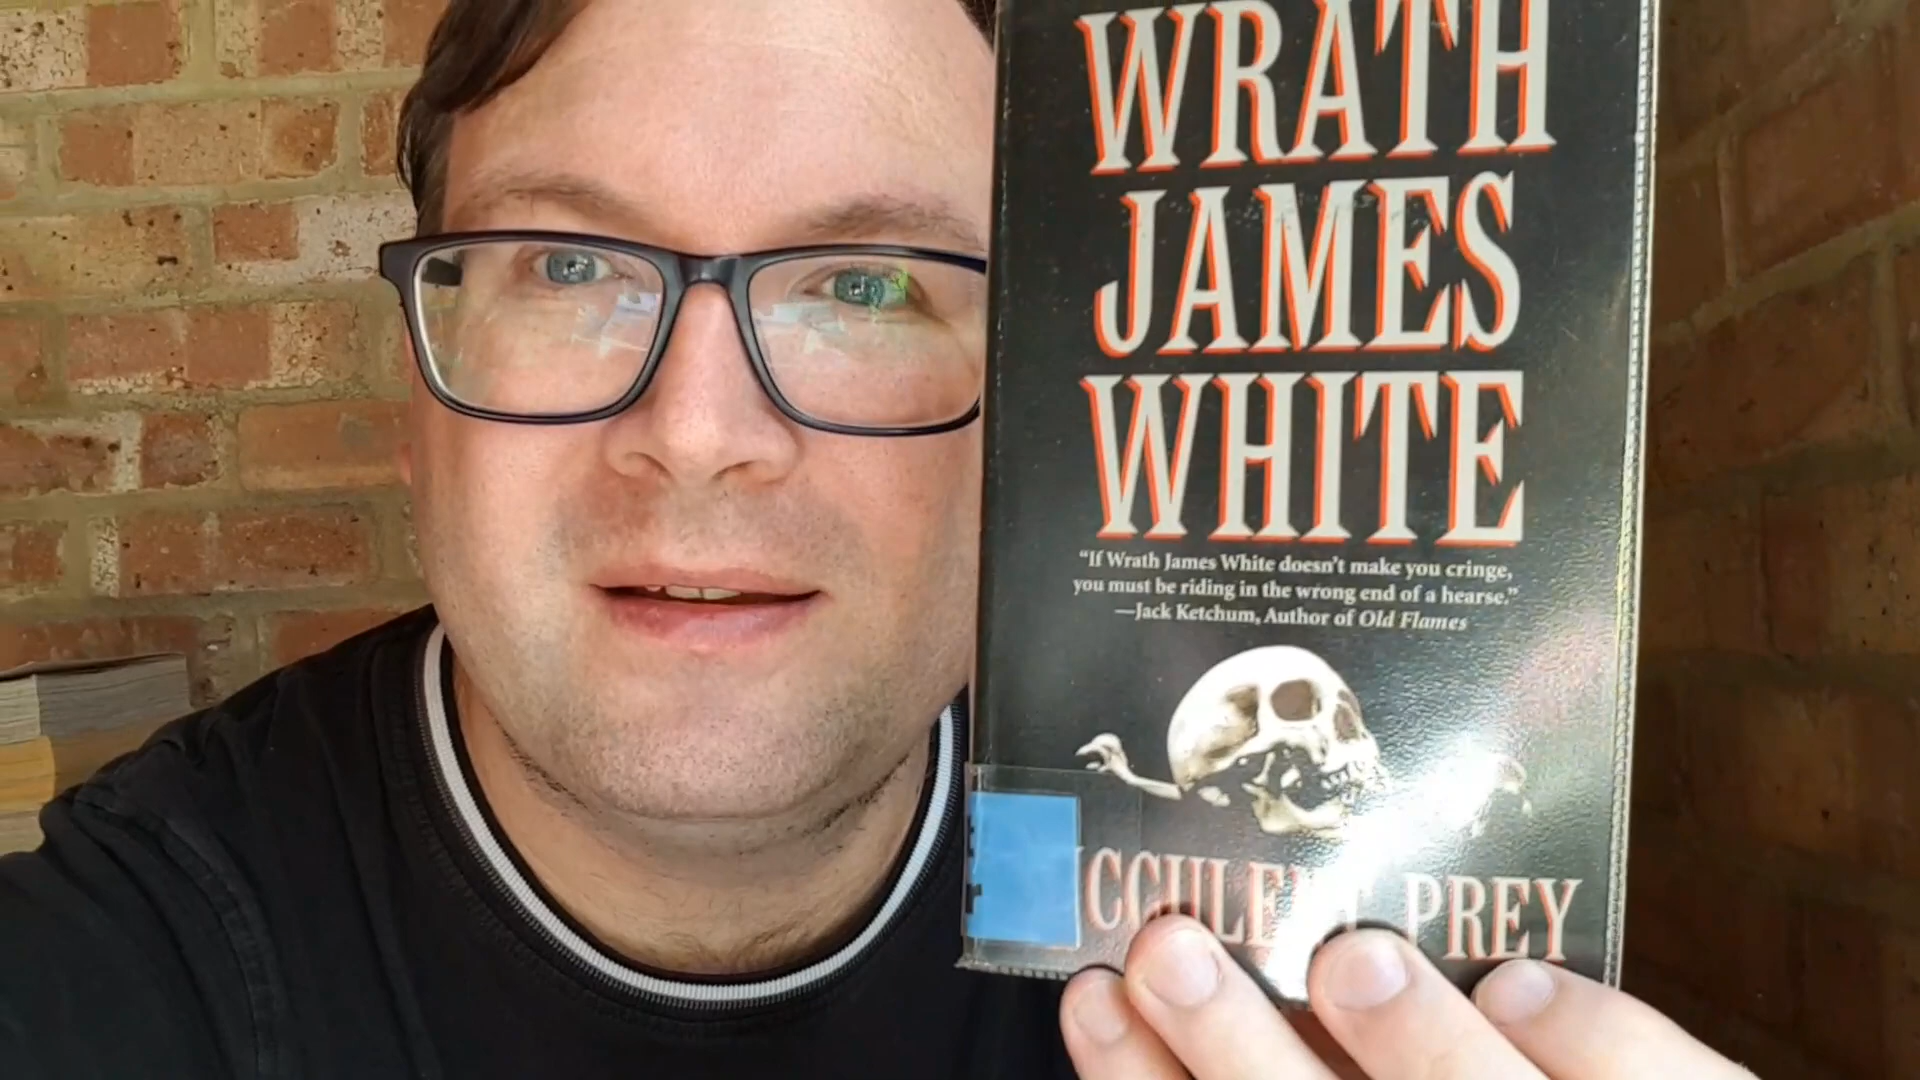 WRATH
JAMES
WHITE
“If Wrath James White doesn’t make you cringe,
you must be riding in the wrong end of a hearse.”
—Jack Ketchum, Author of Old Flames
PREY